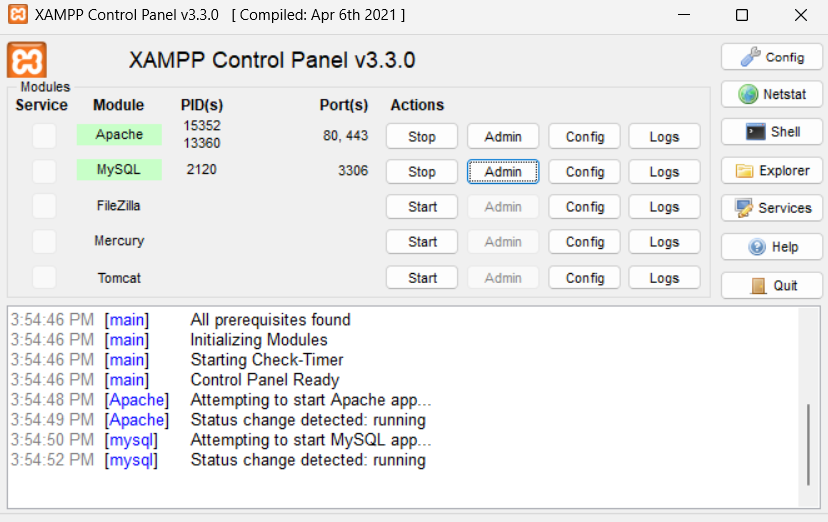 XAMPP Control Panel v3.3.0 [ Compiled: Apr 6th 2021 ]
XAMPP Control Panel v3.3.0
Config
Modules
Service Module PID(s) Port(s) Actions
Netstat
Apache 15352 13360 80, 443 Stop Admin Config Logs
Shell
MySQL 2120 3306 Stop Admin Config Logs
Explorer
FileZilla Start Admin Config Logs
Services
Mercury Start Admin Config Logs
Help
Tomcat Start Admin Config Logs
Quit
3:54:46 PM [main] All prerequisites found
3:54:46 PM [main] Initializing Modules
3:54:46 PM [main] Starting Check-Timer
3:54:46 PM [main] Control Panel Ready
3:54:48 PM [Apache] Attempting to start Apache app...
3:54:49 PM [Apache] Status change detected: running
3:54:50 PM [mysql] Attempting to start MySQL app...
3:54:52 PM [mysql] Status change detected: running